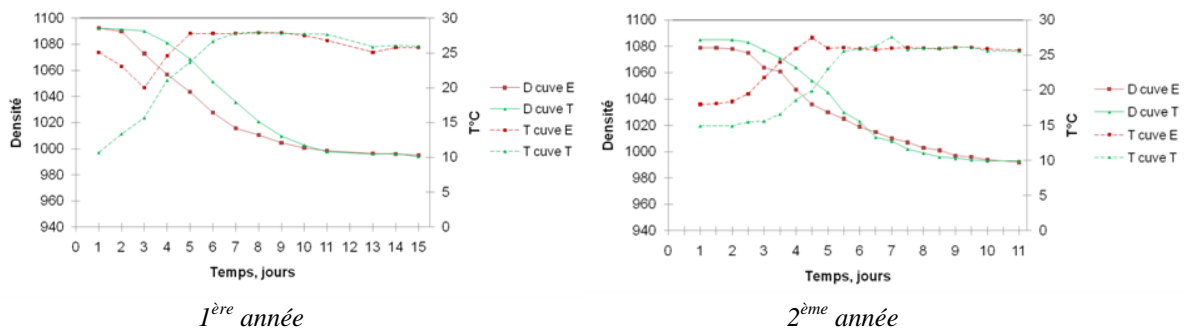 1100
1080
1060
1040
1020
1000
980
960
940
Densité
30
25
20
15
10
5
0
T°C
0 1 2 3 4 5 6 7 8 9 10 11 12 13 14 15
Temps, jours
D cuve E
D cuve T
T cuve E
T cuve T
1ère année
1100
1080
1060
1040
1020
1000
980
960
940
Densité
30
25
20
15
10
5
0
T°C
0 1 2 3 4 5 6 7 8 9 10 11
Temps, jours
D cuve E
D cuve T
T cuve E
T cuve T
2ème année